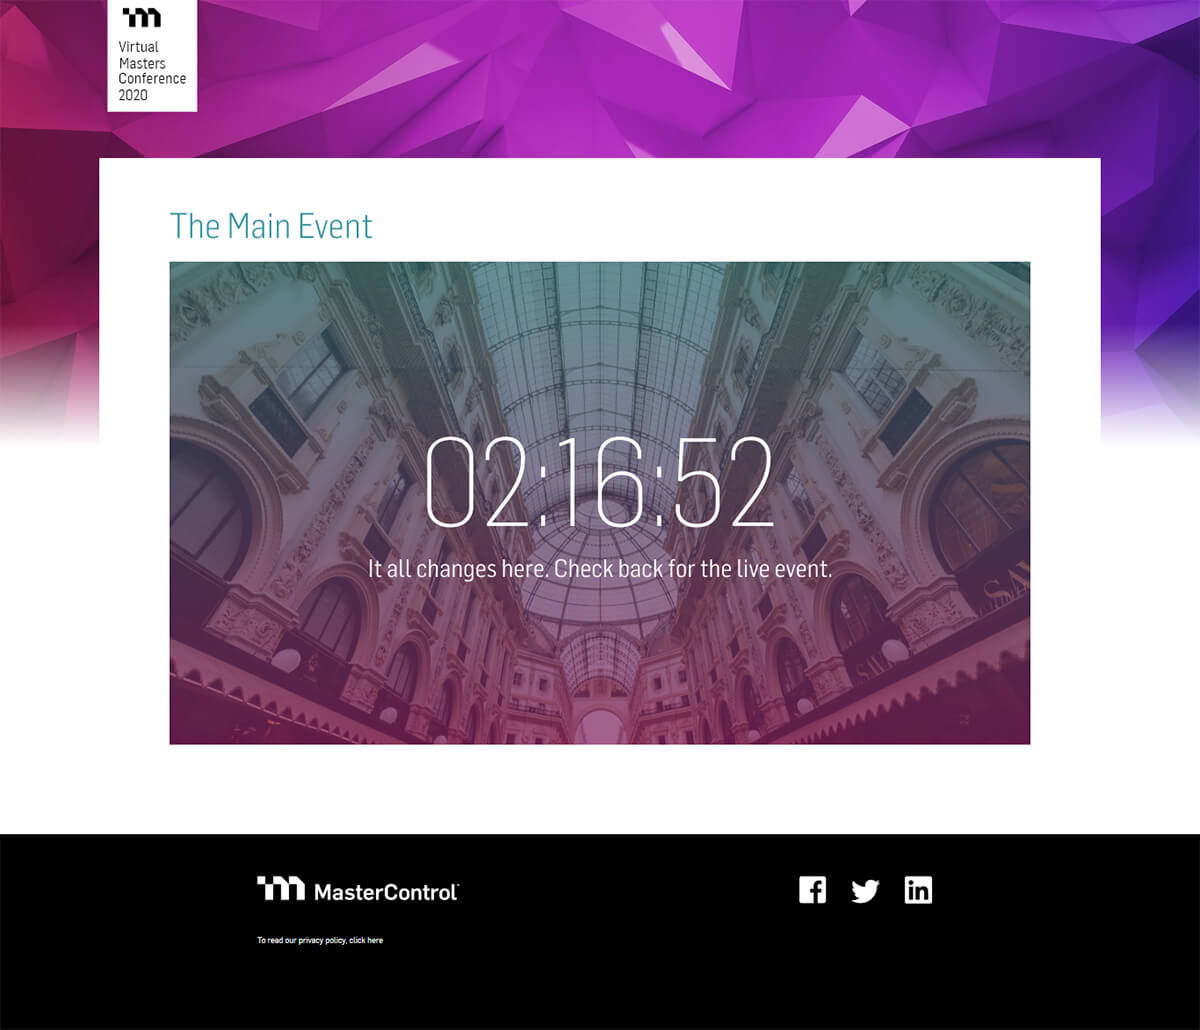 Virtual
Masters
Conference
2020
The Main Event
02:16:52
It all changes here. Check back for the live event.
MasterControl
To read our privacy policy, click here